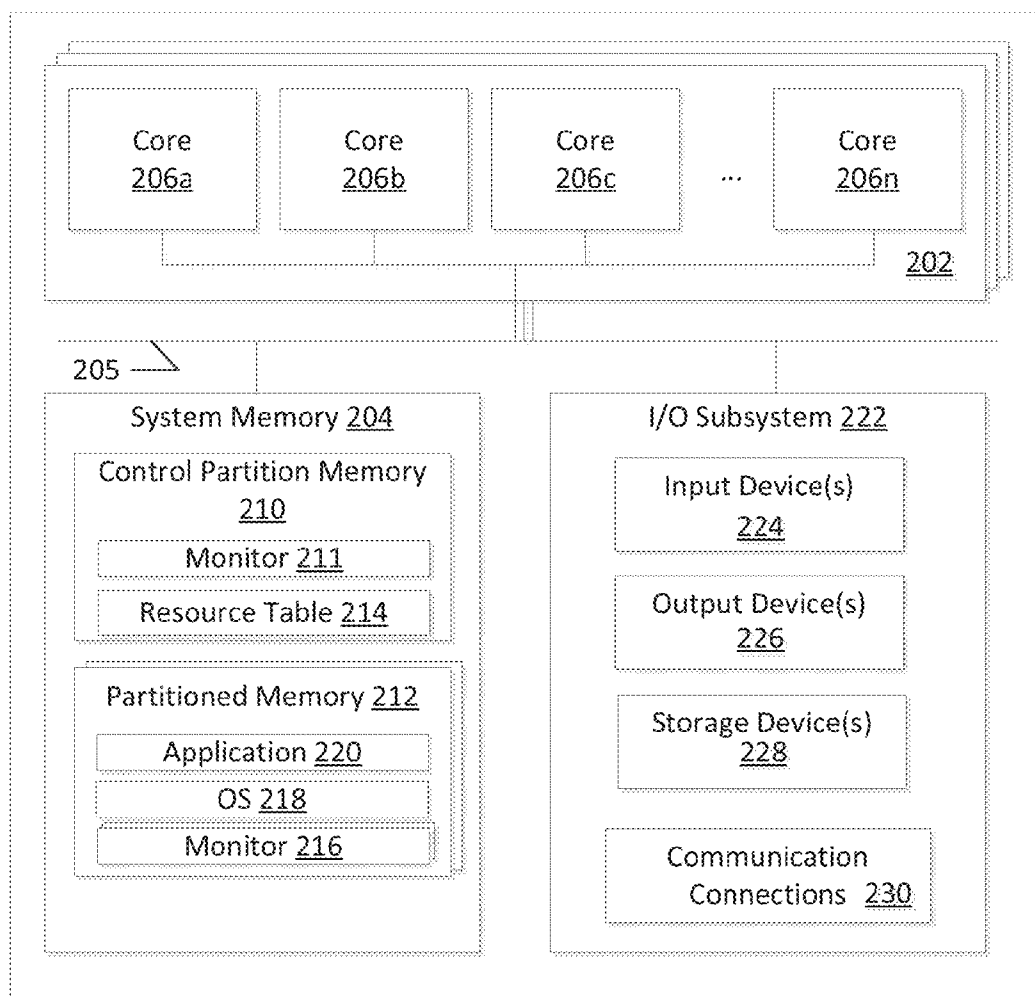 Core
206a
Core
206b
Core
206c
...
Core
206n
202
205
System Memory 204
Control Partition Memory
210
Monitor 211
Resource Table 214
Partitioned Memory 212
Application 220
OS 218
Monitor 216
I/O Subsystem 222
Input Device(s)
224
Output Device(s)
226
Storage Device(s)
228
Communication
Connections 230